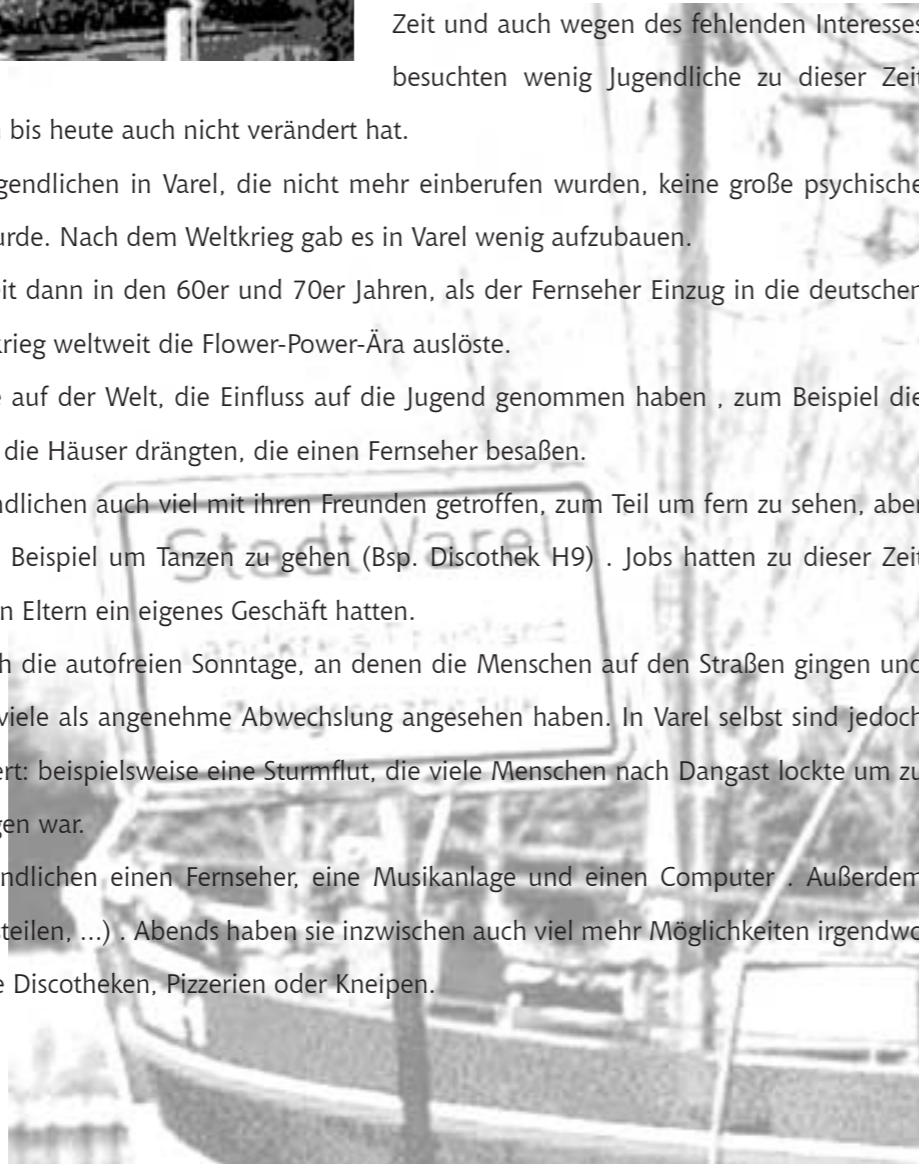 Zeit und auch wegen des fehlenden Interesses
besuchten wenig Jugendliche zu dieser Zeit
bis heute auch nicht verändert hat.
gendlichen in Varel, die nicht mehr einberufen wurden, keine große psychische
urde. Nach dem Weltkrieg gab es in Varel wenig aufzubauen.
it dann in den 60er und 70er Jahren, als der Fernseher Einzug in die deutschen
krieg weltweit die Flower-Power-Ära auslöste.
auf der Welt, die Einfluss auf die Jugend genommen haben , zum Beispiel die
die Häuser drängten, die einen Fernseher besaßen.
ndlichen auch viel mit ihren Freunden getroffen, zum Teil um fern zu sehen, aber
Beispiel um Tanzen zu gehen (Bsp. Discothek H9) . Jobs hatten zu dieser Zeit
n Eltern ein eigenes Geschäft hatten.
h die autofreien Sonntage, an denen die Menschen auf den Straßen gingen und
viele als angenehme Abwechslung angesehen haben. In Varel selbst sind jedoch
ert: beispielsweise eine Sturmflut, die viele Menschen nach Dangast lockte um zu
gen war.
ndlichen einen Fernseher, eine Musikanlage und einen Computer . Außerdem
teilen, ...) . Abends haben sie inzwischen auch viel mehr Möglichkeiten irgendwo
e Discotheken, Pizzerien oder Kneipen.
Stadt Varel